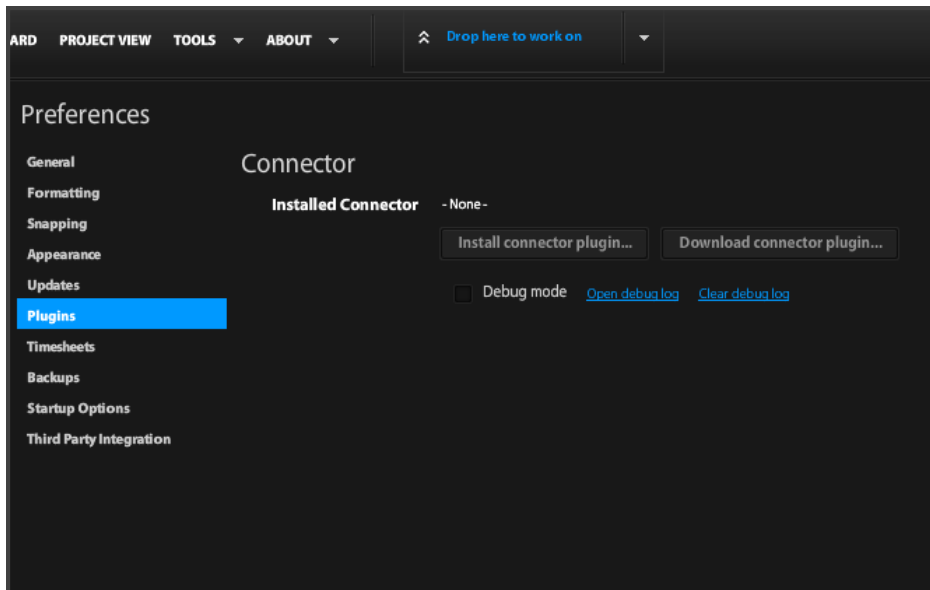 ARD PROJECT VIEW TOOLS ABOUT Drop here to work on
Preferences
General
Formatting
Snapping
Appearance
Updates
Plugins
Timesheets
Backups
Startup Options
Third Party Integration
Connector
Installed Connector - None -
Install connector plugin... Download connector plugin...
Debug mode Open debug log Clear debug log